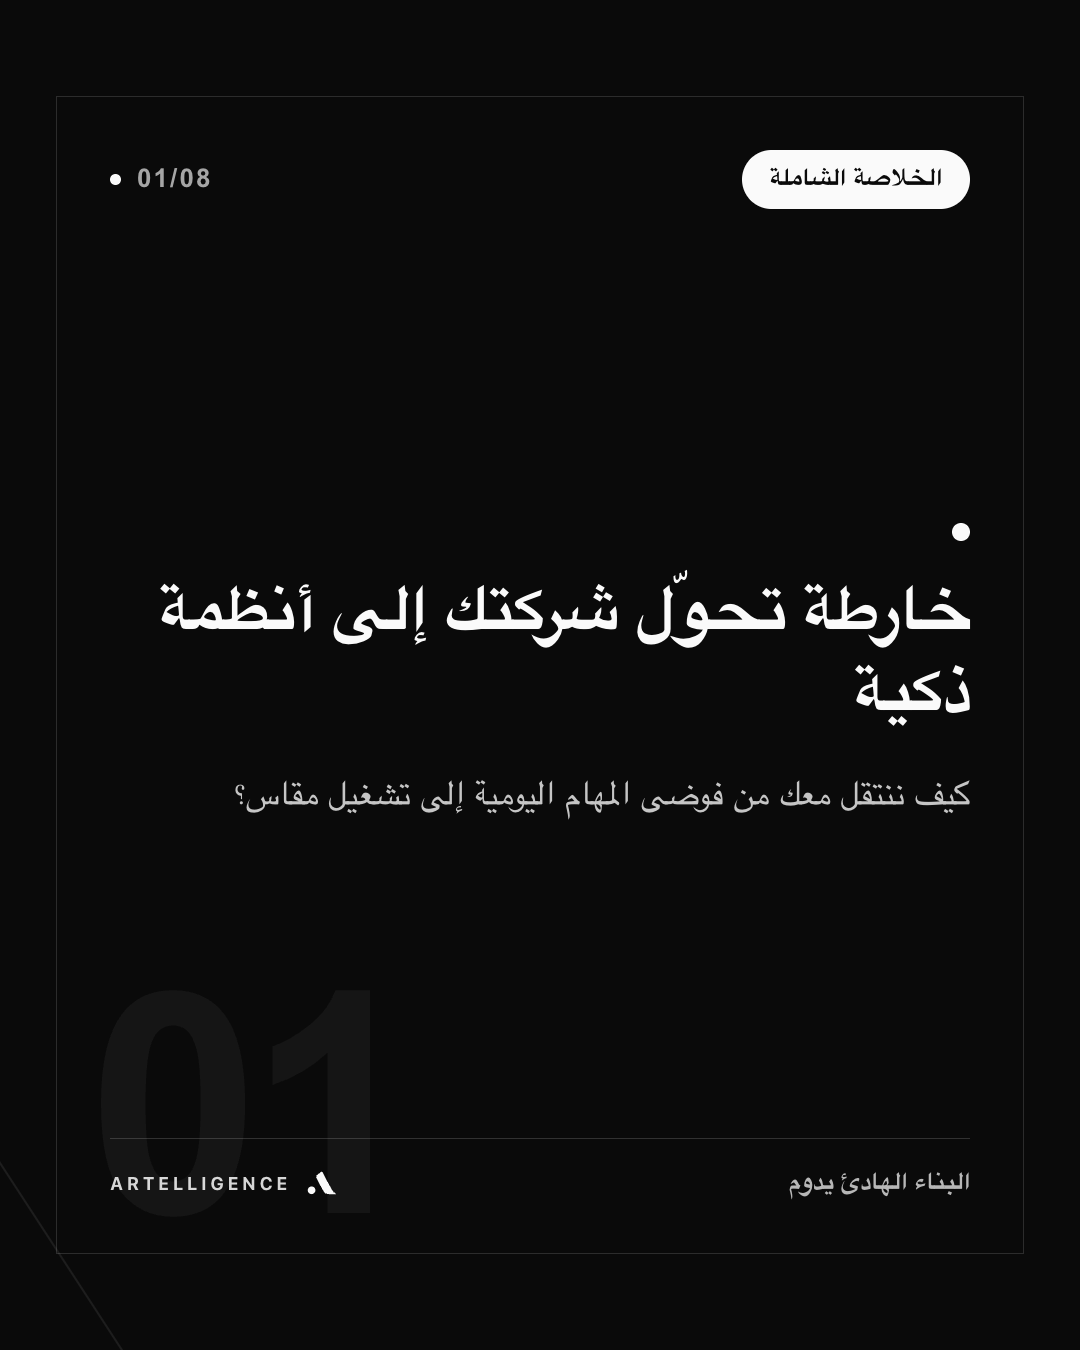 الخلاصة الشاملة
01/08
خارطة تحوّل شركتك إلى أنظمة
ذكية
كيف ننتقل معك من فوضى المهام اليومية إلى تشغيل مقاس؟
01
البناء الهادئ يدوم
ARTELLIGENCE